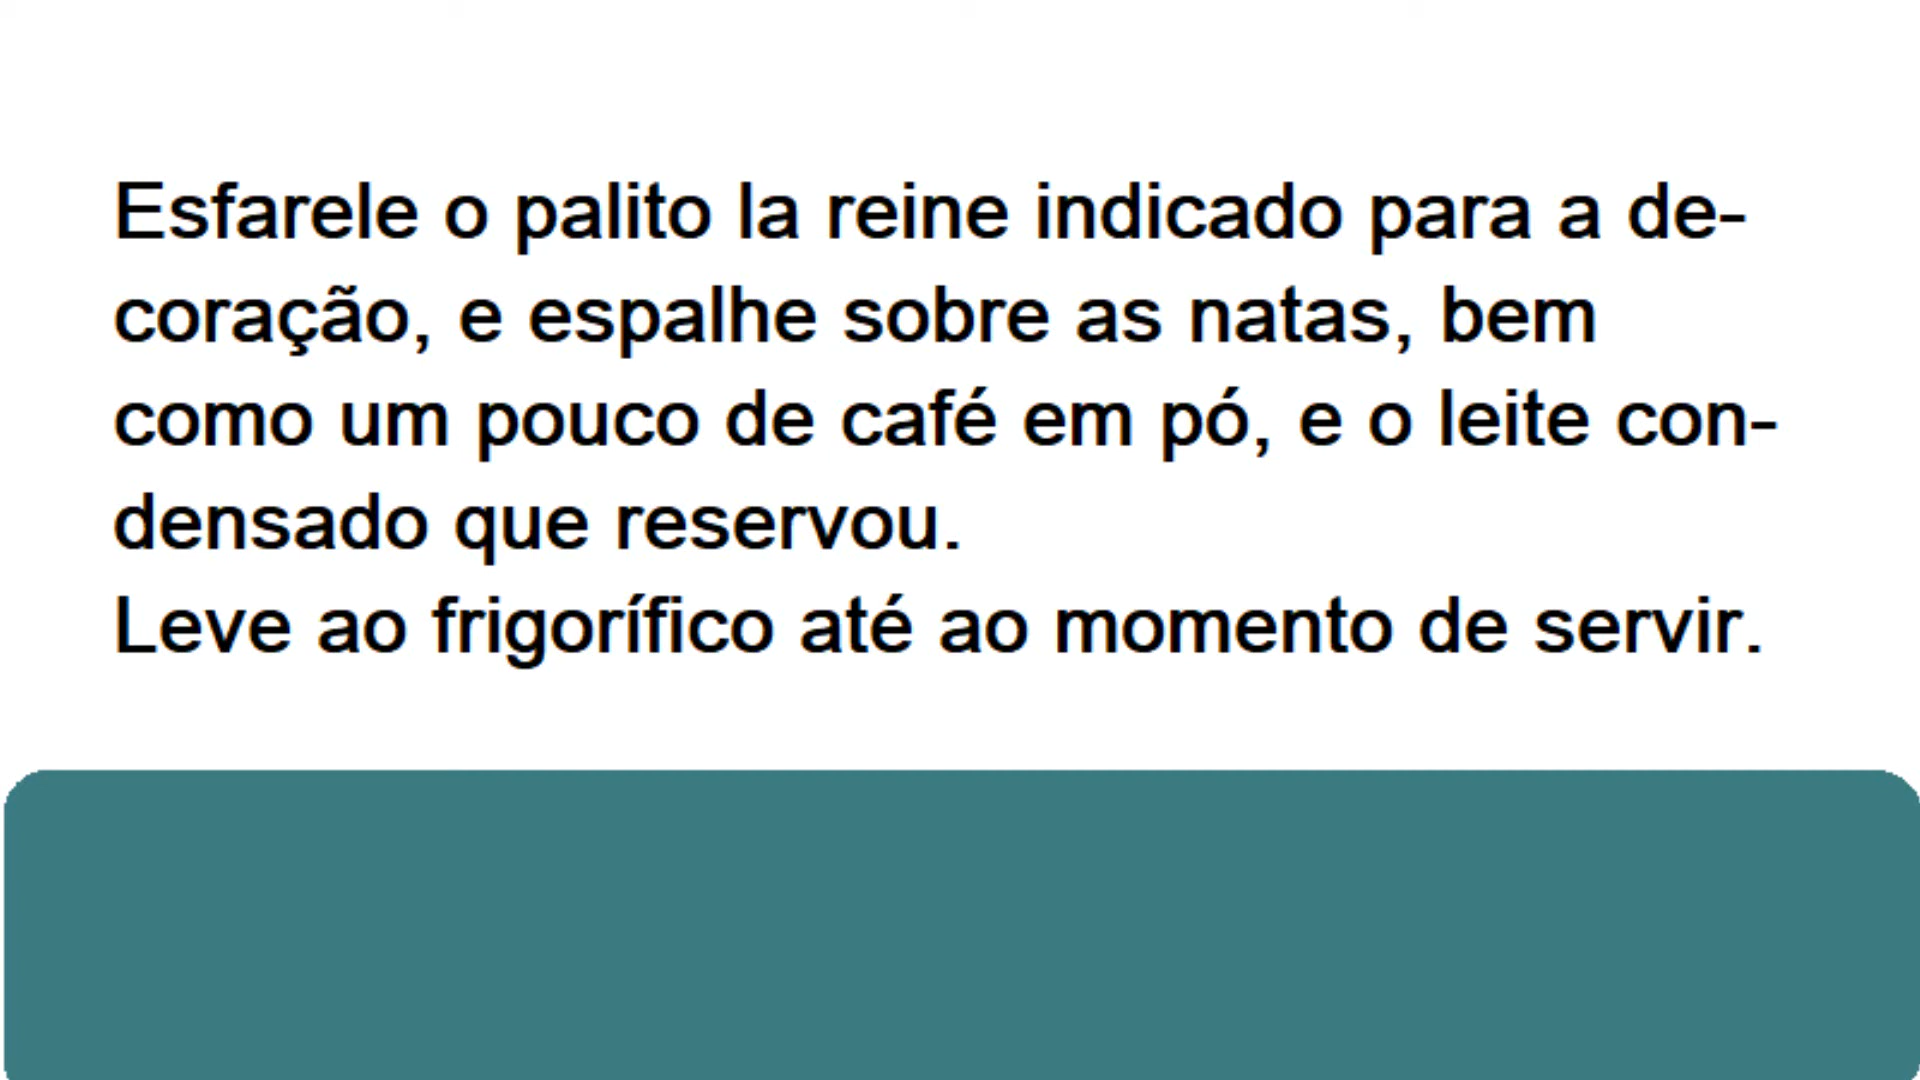 Esfarele o palito la reine indicado para a de-
coração, e espalhe sobre as natas, bem
como um pouco de café em pó, e o leite con-
densado que reservou.
Leve ao frigorífico até ao momento de servir.